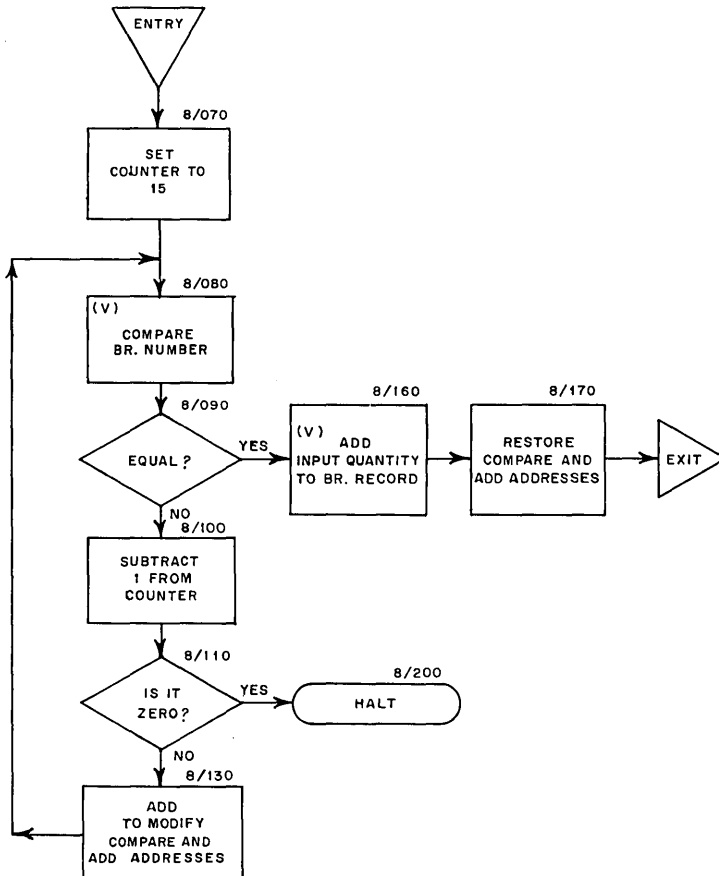 ENTRY
8/070
SET
COUNTER TO
15
8/080
(V)
COMPARE
BR. NUMBER
8/090
EQUAL?
YES
8/160
(V)
ADD
INPUT QUANTITY
TO BR. RECORD
8/170
RESTORE
COMPARE AND
ADD ADDRESSES
EXIT
NO
8/100
SUBTRACT
1 FROM
COUNTER
8/110
IS IT
ZERO?
YES
8/200
HALT
NO
8/130
ADD
TO MODIFY
COMPARE AND
ADD ADDRESSES